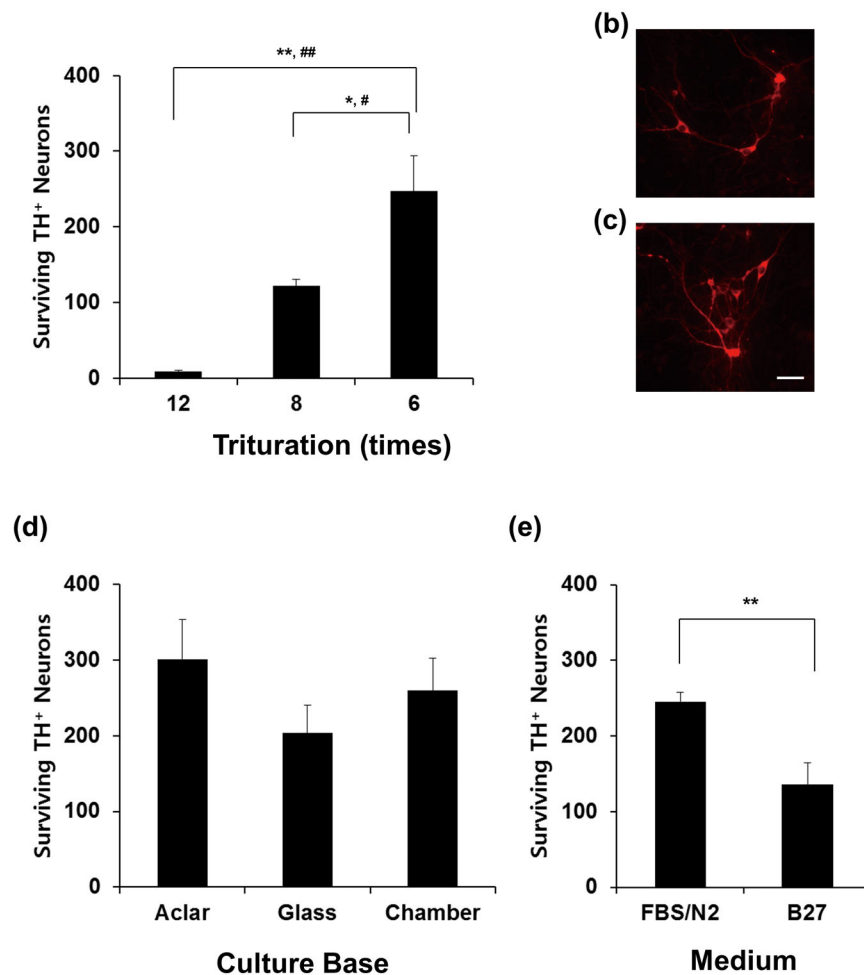 **, ##
*, #
400
300
200
100
0
Surviving TH⁺ Neurons
12 8 6
Trituration (times)
(b)
(c)
(d)
400
300
200
100
0
Surviving TH⁺ Neurons
Aclar Glass Chamber
Culture Base
(e)
**
400
300
200
100
0
Surviving TH⁺ Neurons
FBS/N2 B27
Medium